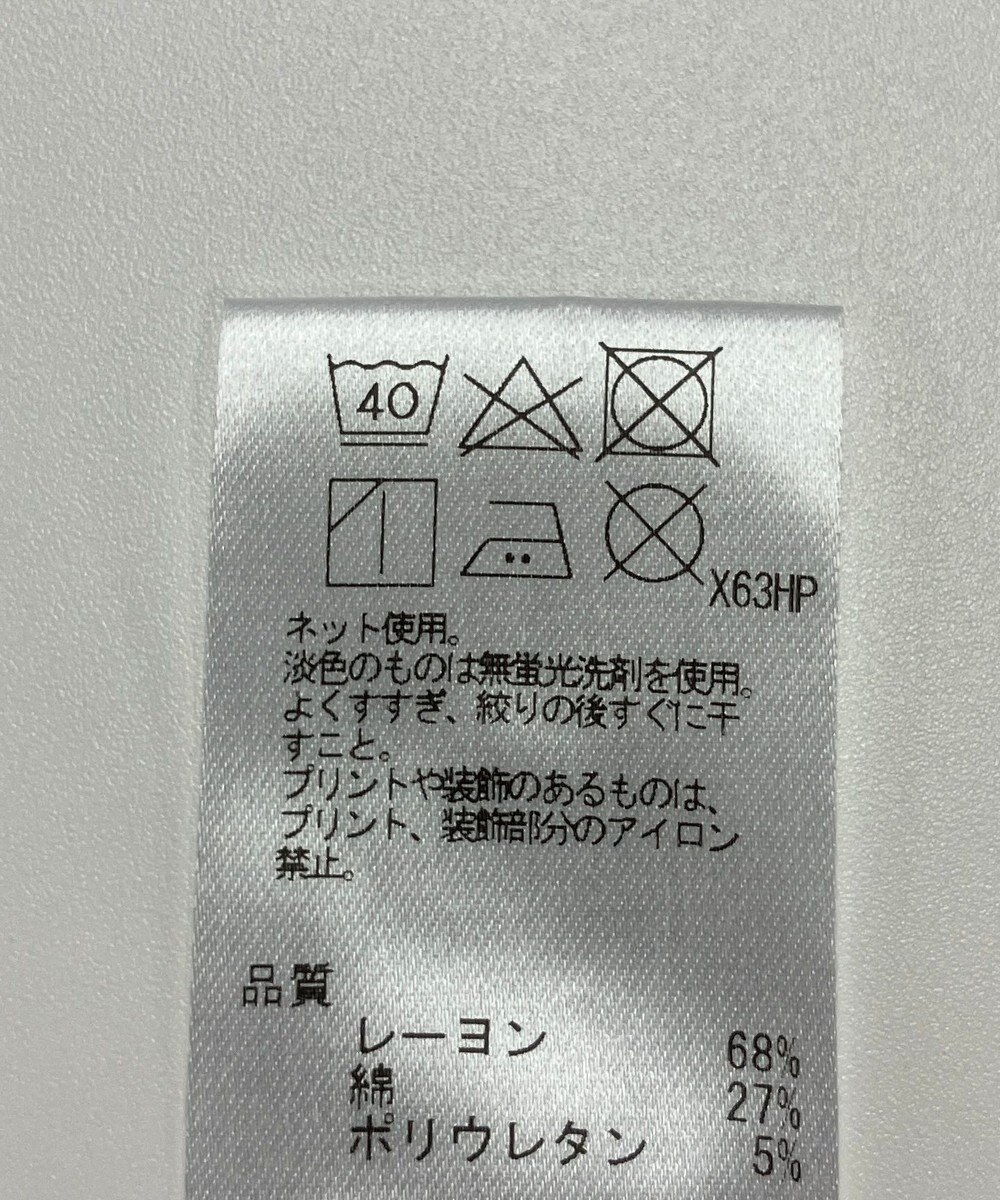 40
X63HP
ネット使用。
淡色のものは無蛍光洗剤を使用。
よくすすぎ、絞りの後すぐに干
すこと。
プリントや装飾のあるものは、
プリント、装飾部分のアイロン
禁止。
品質
レーヨン 68%
綿 27%
ポリウレタン 5%